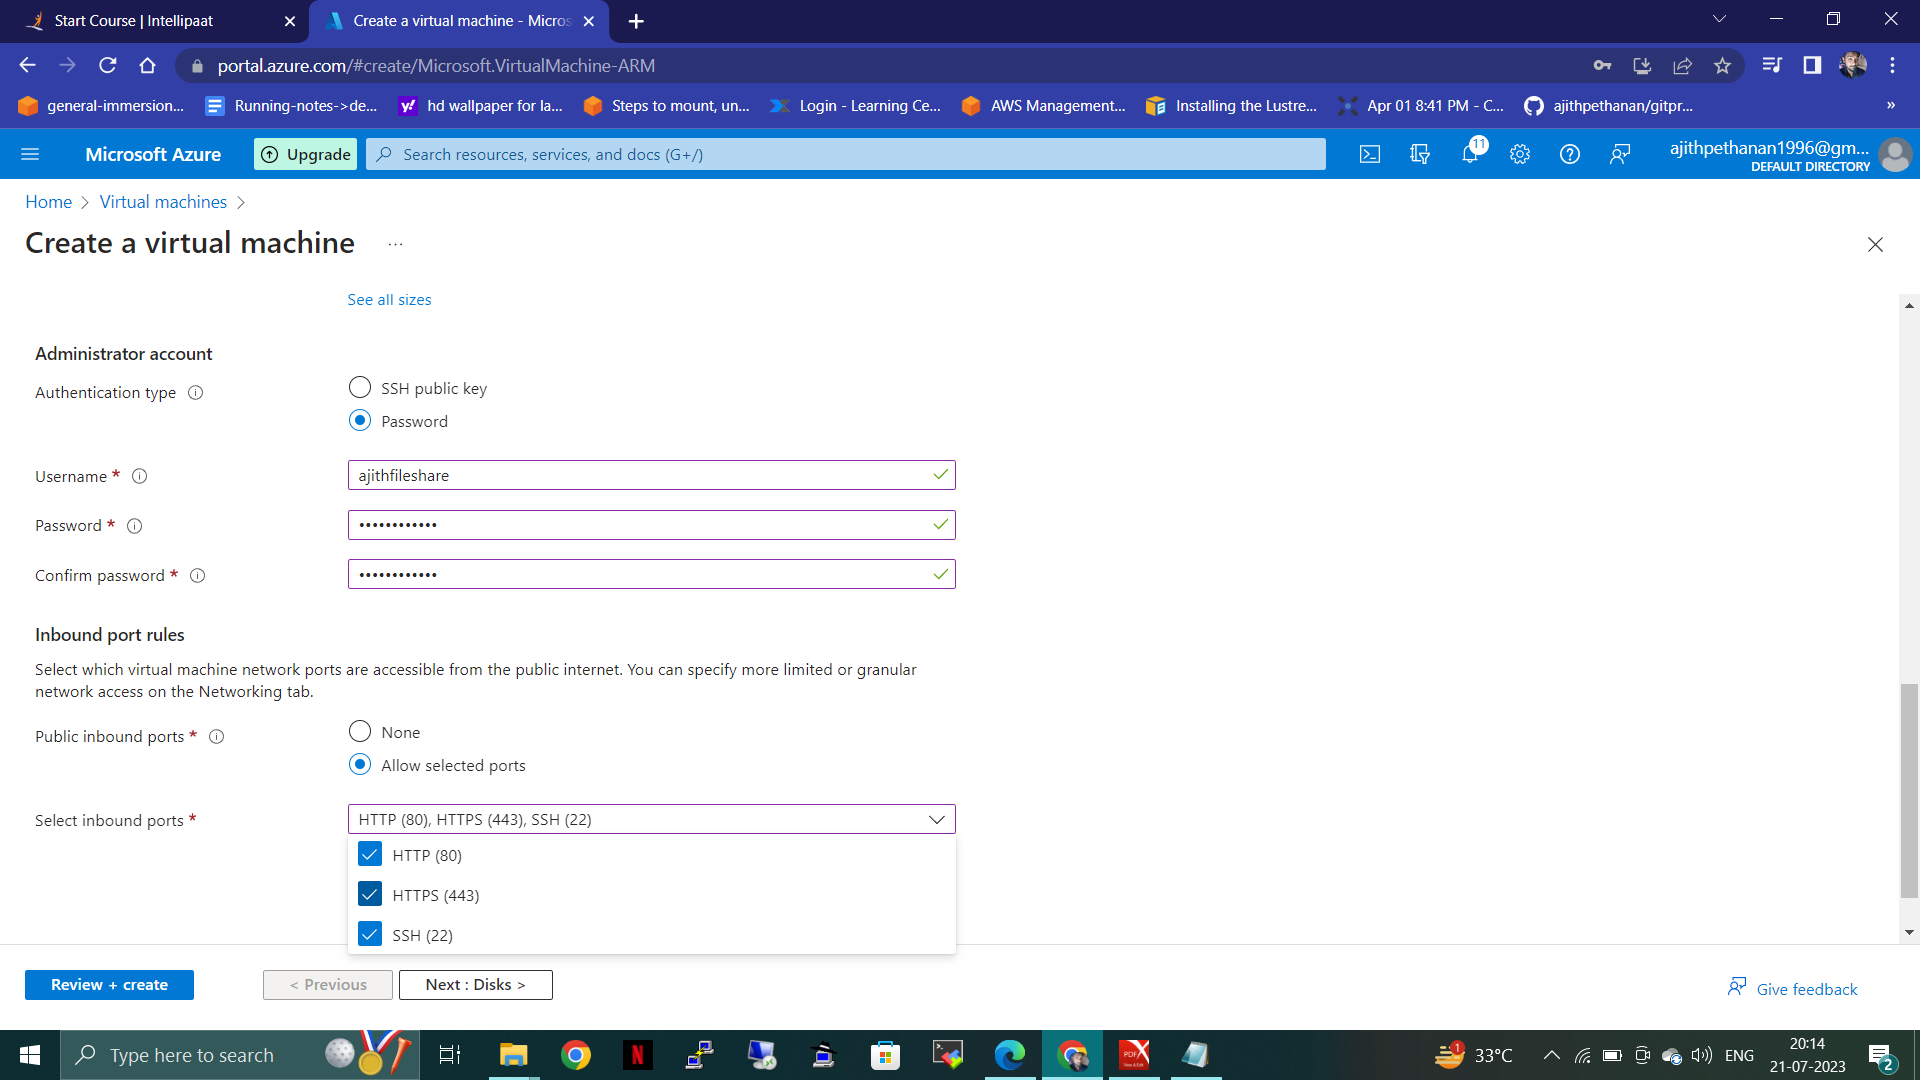 Start Course | Intellipaat
Create a virtual machine - Micros
portal.azure.com/#create/Microsoft.VirtualMachine-ARM
general-immersion...
Running-notes->de...
hd wallpaper for la...
Steps to mount, un...
Login - Learning Ce...
AWS Management...
Installing the Lustre...
Apr 01 8:41 PM - C...
ajithpethanan/gitpr...
»
Microsoft Azure
Upgrade
Search resources, services, and docs (G+/)
11
ajithpethanan1996@gm...
DEFAULT DIRECTORY
Home > Virtual machines >
Create a virtual machine ...
See all sizes
Administrator account
Authentication type
SSH public key
Password
Username *
ajithfileshare
Password *
••••••••••••
Confirm password *
••••••••••••
Inbound port rules
Select which virtual machine network ports are accessible from the public internet. You can specify more limited or granular
network access on the Networking tab.
Public inbound ports *
None
Allow selected ports
Select inbound ports *
HTTP (80), HTTPS (443), SSH (22)
HTTP (80)
HTTPS (443)
SSH (22)
Review + create
< Previous
Next : Disks >
Give feedback
Type here to search
N
PDF
1
33°C
ENG
20:14
21-07-2023
2